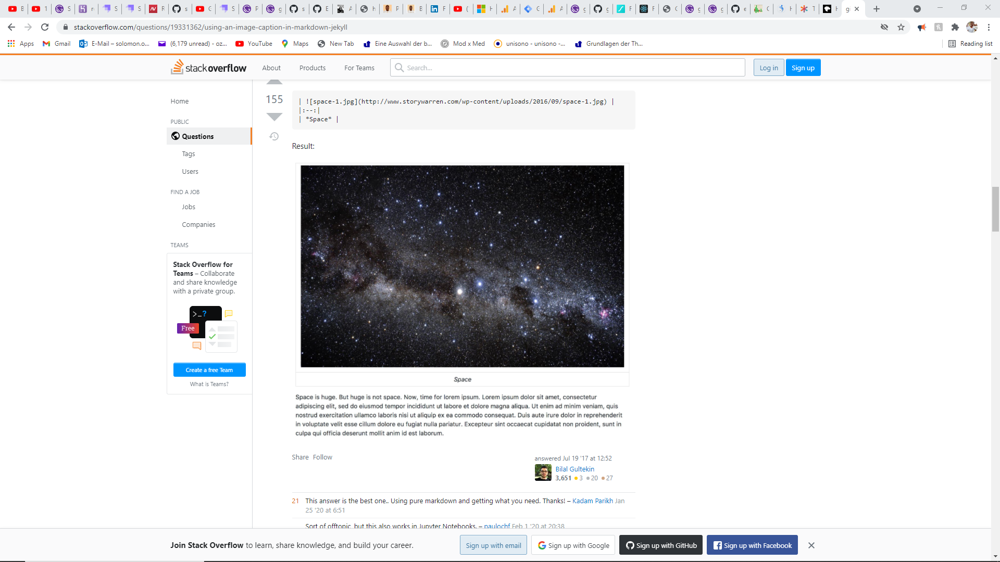 stackoverflow.com/questions/19331362/using-an-image-caption-in-markdown-jekyll
Apps Gmail E-Mail – solomon.o... (6,179 unread) - oz... YouTube Maps New Tab Eine Auswahl der b... Mod x Med unisono - unisono -... Grundlagen der Th... Reading list
stackoverflow About Products For Teams Search... Log in Sign up
Home
PUBLIC
Questions
Tags
Users
FIND A JOB
Jobs
Companies
TEAMS
Stack Overflow for
Teams – Collaborate
and share knowledge
with a private group.
>_?
Free
Create a free Team
What is Teams?
155
| ![space-1.jpg](http://www.storywarren.com/wp-content/uploads/2016/09/space-1.jpg) |
|:--:|
| *Space* |
Result:
Space
Space is huge. But huge is not space. Now, time for lorem ipsum. Lorem ipsum dolor sit amet, consectetur
adipiscing elit, sed do eiusmod tempor incididunt ut labore et dolore magna aliqua. Ut enim ad minim veniam, quis
nostrud exercitation ullamco laboris nisi ut aliquip ex ea commodo consequat. Duis aute irure dolor in reprehenderit
in voluptate velit esse cillum dolore eu fugiat nulla pariatur. Excepteur sint occaecat cupidatat non proident, sunt in
culpa qui officia deserunt mollit anim id est laborum.
Share Follow
answered Jul 19 '17 at 12:52
Bilal Gultekin
3,651 3 20 27
21 This answer is the best one.. Using pure markdown and getting what you need. Thanks! – Kadam Parikh Jan
25 '20 at 6:51
Sort of offtopic, but this also works in Jupyter Notebooks. – paulochf Feb 1 '20 at 20:38
Join Stack Overflow to learn, share knowledge, and build your career. Sign up with email Sign up with Google Sign up with GitHub Sign up with Facebook